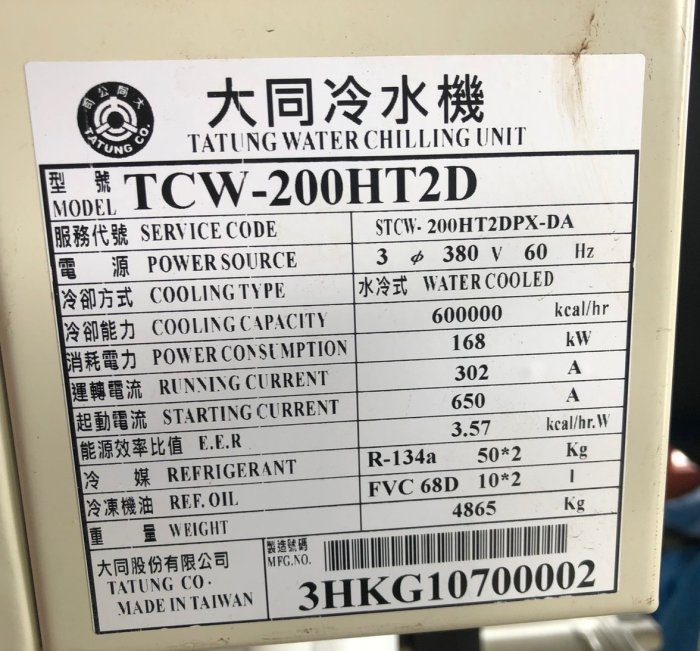 大同公司
TATUNG CO.
大同冷水機
TATUNG WATER CHILLING UNIT
型號 MODEL TCW-200HT2D
服務代號 SERVICE CODE STCW-200HT2DPX-DA
電源 POWER SOURCE 3 ϕ 380 V 60 Hz
冷卻方式 COOLING TYPE 水冷式 WATER COOLED
冷卻能力 COOLING CAPACITY 600000 kcal/hr
消耗電力 POWER CONSUMPTION 168 kW
運轉電流 RUNNING CURRENT 302 A
起動電流 STARTING CURRENT 650 A
能源效率比值 E.E.R 3.57 kcal/hr.W
冷媒 REFRIGERANT R-134a 50*2 Kg
冷凍機油 REF. OIL FVC 68D 10*2 l
重量 WEIGHT 4865 Kg
大同股份有限公司
TATUNG CO.
MADE IN TAIWAN
製造號碼
MFG.NO.
3HKG10700002